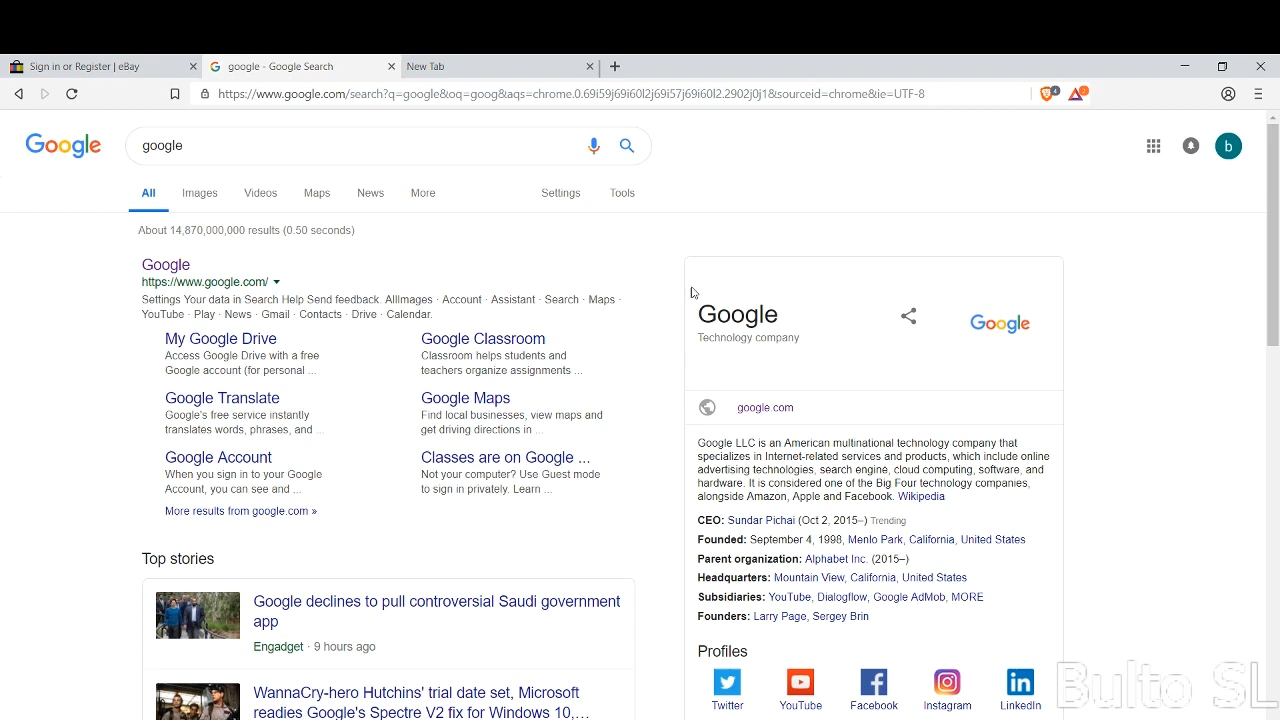 Sign in or Register | eBay
google - Google Search
New Tab
https://www.google.com/search?q=google&oq=goog&aqs=chrome.0.69i59j69i60l2j69i57j69i60l2.2902j0j1&sourceid=chrome&ie=UTF-8
4
2
Google
google
b
All
Images
Videos
Maps
News
More
Settings
Tools
About 14,870,000,000 results (0.50 seconds)
Google
https://www.google.com/
Settings Your data in Search Help Send feedback. AllImages · Account · Assistant · Search · Maps ·
YouTube · Play · News · Gmail · Contacts · Drive · Calendar.
My Google Drive
Access Google Drive with a free
Google account (for personal ...
Google Classroom
Classroom helps students and
teachers organize assignments ...
Google Translate
Google's free service instantly
translates words, phrases, and ...
Google Maps
Find local businesses, view maps and
get driving directions in ...
Google Account
When you sign in to your Google
Account, you can see and ...
Classes are on Google ...
Not your computer? Use Guest mode
to sign in privately. Learn ...
More results from google.com »
Top stories
Google declines to pull controversial Saudi government
app
Engadget · 9 hours ago
WannaCry-hero Hutchins' trial date set, Microsoft
readies Google's Spectre V2 fix for Windows 10...
Google
Technology company
Google
google.com
Google LLC is an American multinational technology company that
specializes in Internet-related services and products, which include online
advertising technologies, search engine, cloud computing, software, and
hardware. It is considered one of the Big Four technology companies,
alongside Amazon, Apple and Facebook. Wikipedia
CEO: Sundar Pichai (Oct 2, 2015–) Trending
Founded: September 4, 1998, Menlo Park, California, United States
Parent organization: Alphabet Inc. (2015–)
Headquarters: Mountain View, California, United States
Subsidiaries: YouTube, Dialogflow, Google AdMob, MORE
Founders: Larry Page, Sergey Brin
Profiles
Twitter
YouTube
Facebook
Instagram
LinkedIn
Bulto SL